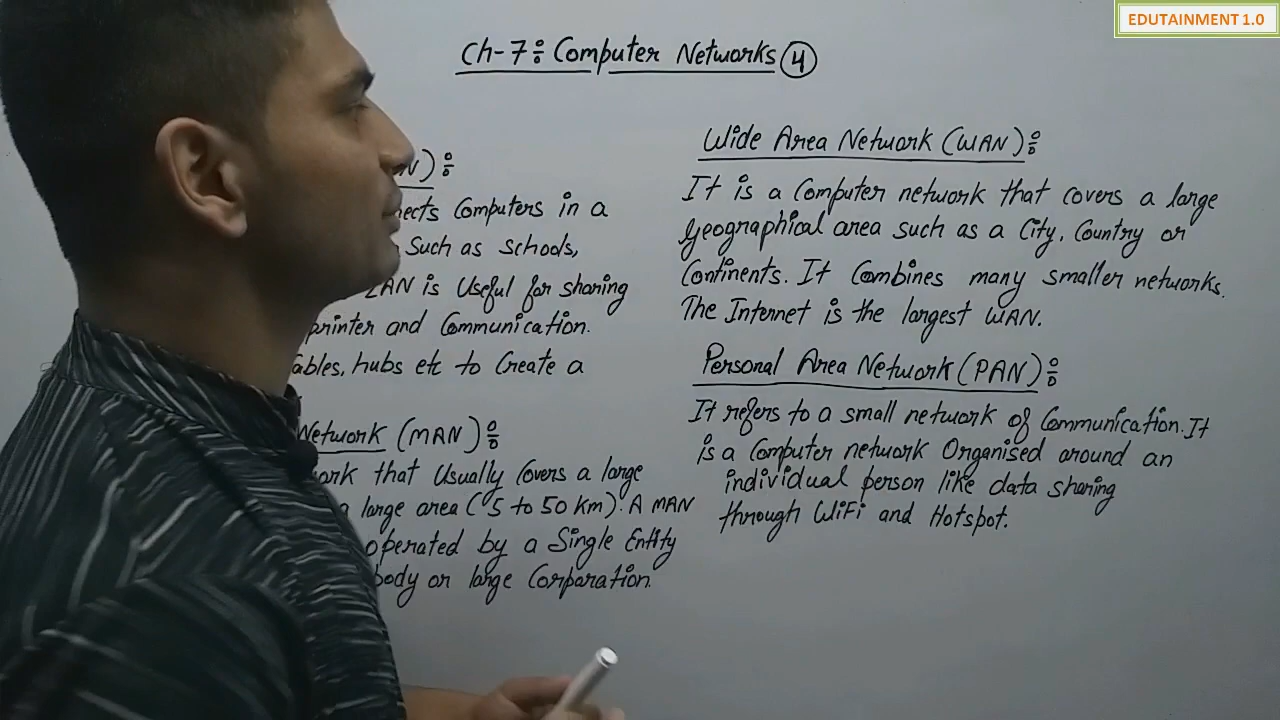 EDUTAINMENT 1.0
Ch-7: Computer Networks 4
N):
Computers in a
Such as schools,
LAN is Useful for sharing
printer and Communication.
hubs etc to Create a
Network (MAN):
that Usually Covers a large
large area (5 to 50 km). A MAN
operated by a Single Entity
body or large Corparation.
Wide Area Network (WAN):
It is a Computer network that covers a large
geographical area such as a City, Country or
Continents. It Combines many smaller networks.
The Internet is the largest WAN.
Personal Area Network (PAN):
It refers to a small network of Communication. It
is a Computer network Organised around an
individual person like data sharing
through WiFi and Hotspot.